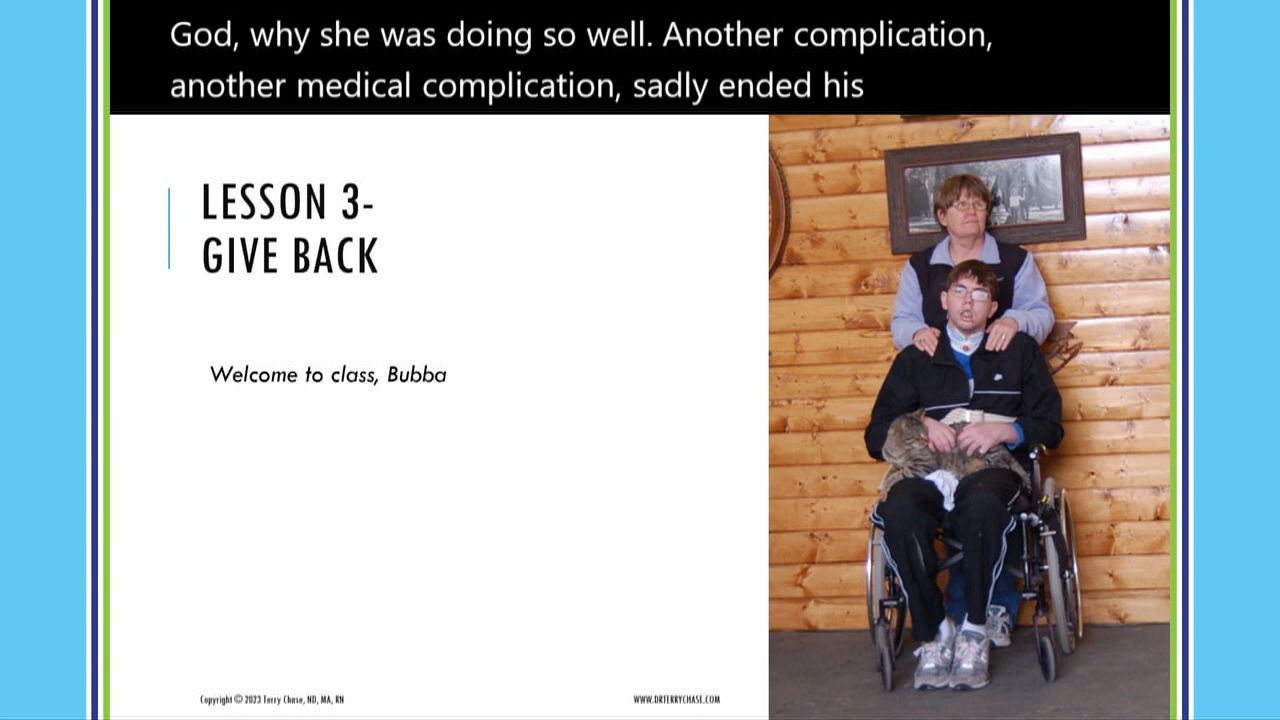 God, why she was doing so well. Another complication,
another medical complication, sadly ended his
LESSON 3-
GIVE BACK
Welcome to class, Bubba
Copyright © 2023 Terry Chase, ND, MA, RN
WWW.DRTERRYCHASE.COM